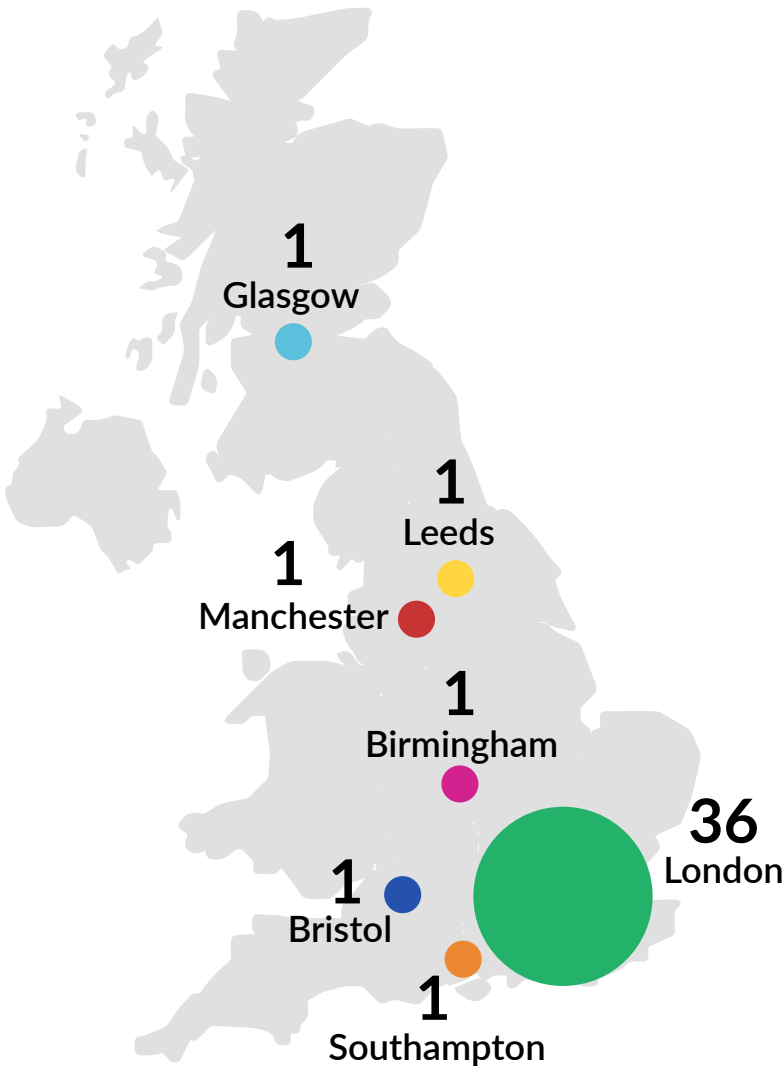 1
Glasgow
1
Leeds
1
Manchester
1
Birmingham
36
London
1
Bristol
1
Southampton